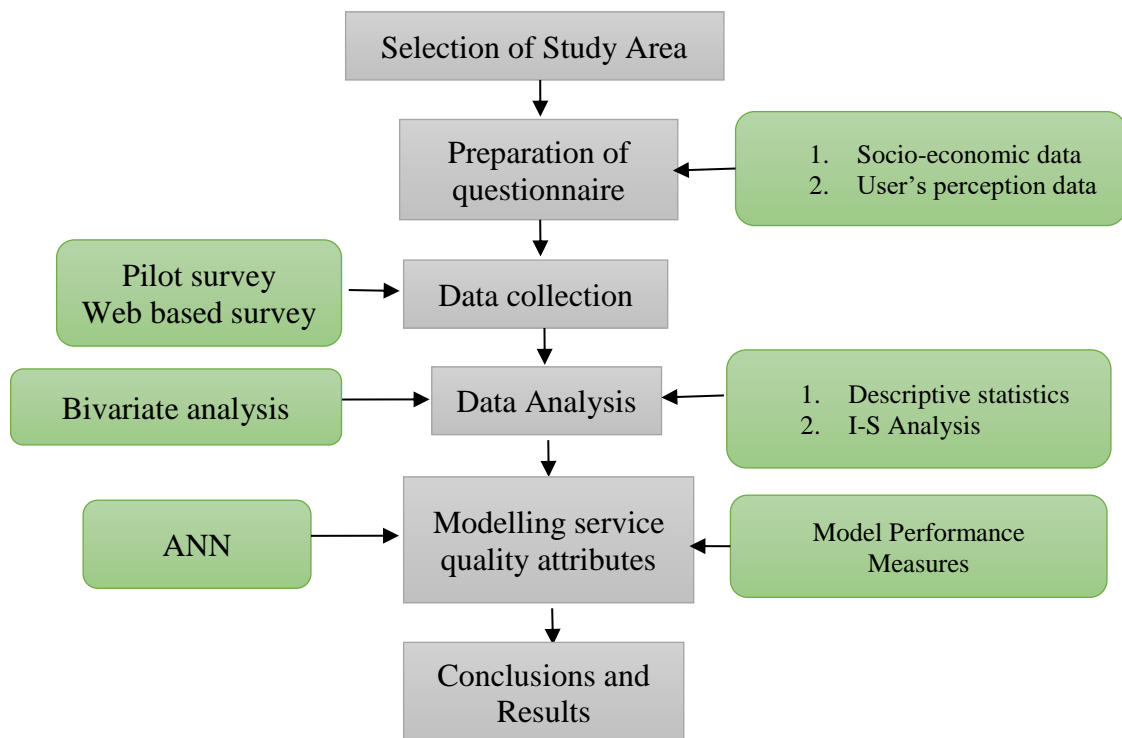 Selection of Study Area
Preparation of
questionnaire
1. Socio-economic data
2. User’s perception data
Pilot survey
Web based survey
Data collection
Bivariate analysis
Data Analysis
1. Descriptive statistics
2. I-S Analysis
ANN
Modelling service
quality attributes
Model Performance
Measures
Conclusions and
Results